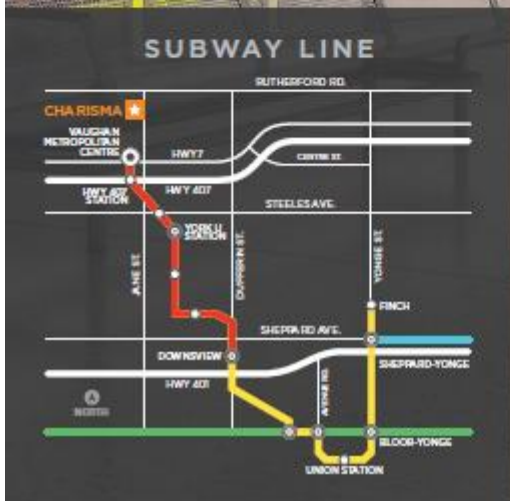 SUBWAY LINE
RUTHERFORD RD.
CHARISMA
VAUGHAN
METROPOLITAN
CENTRE
HWY 7
CENTRE ST.
HWY 407
STATION
HWY 407
STEELES AVE.
YORK U
STATION
JANE ST.
DUFFERIN ST.
YONGE ST.
FINCH
SHEPPARD AVE.
DOWNSVIEW
SHEPPARD-YONGE
HWY 401
AVENUE RD.
NORTH
BLOOR-YONGE
UNION STATION